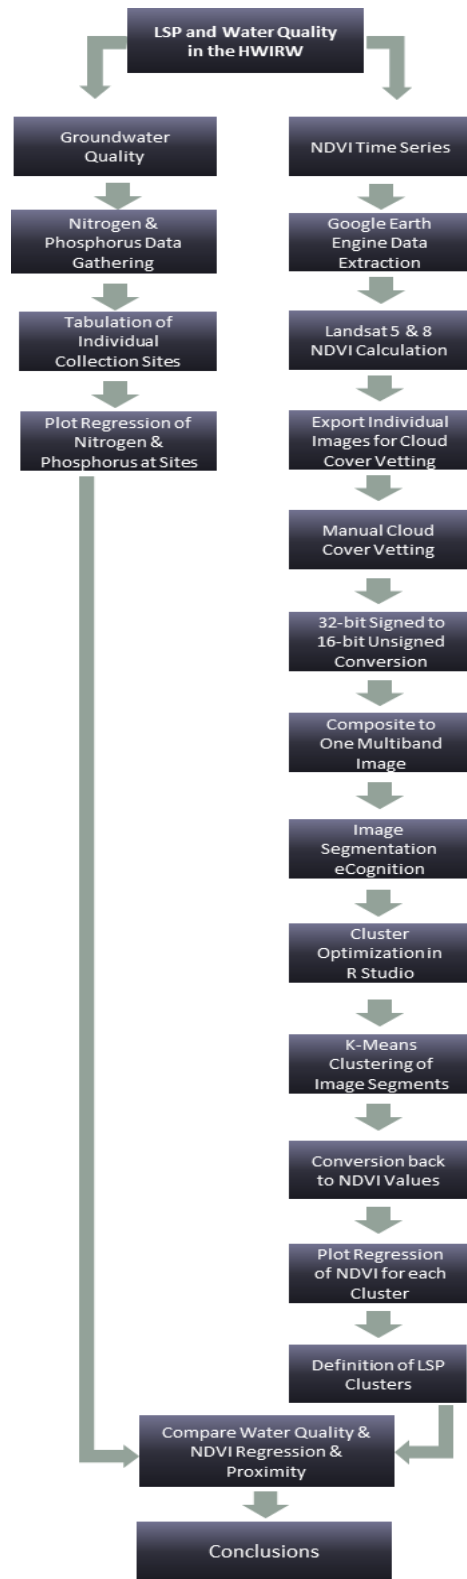 LSP and Water Quality
in the HWIRW
Groundwater
Quality
Nitrogen &
Phosphorus Data
Gathering
Tabulation of
Individual
Collection Sites
Plot Regression of
Nitrogen &
Phosphorus at Sites
NDVI Time Series
Google Earth
Engine Data
Extraction
Landsat 5 & 8
NDVI Calculation
Export Individual
Images for Cloud
Cover Vetting
Manual Cloud
Cover Vetting
32-bit Signed to
16-bit Unsigned
Conversion
Composite to
One Multiband
Image
Image
Segmentation
eCognition
Cluster
Optimization in
R Studio
K-Means
Clustering of
Image Segments
Conversion back
to NDVI Values
Plot Regression
of NDVI for each
Cluster
Definition of LSP
Clusters
Compare Water Quality &
NDVI Regression &
Proximity
Conclusions